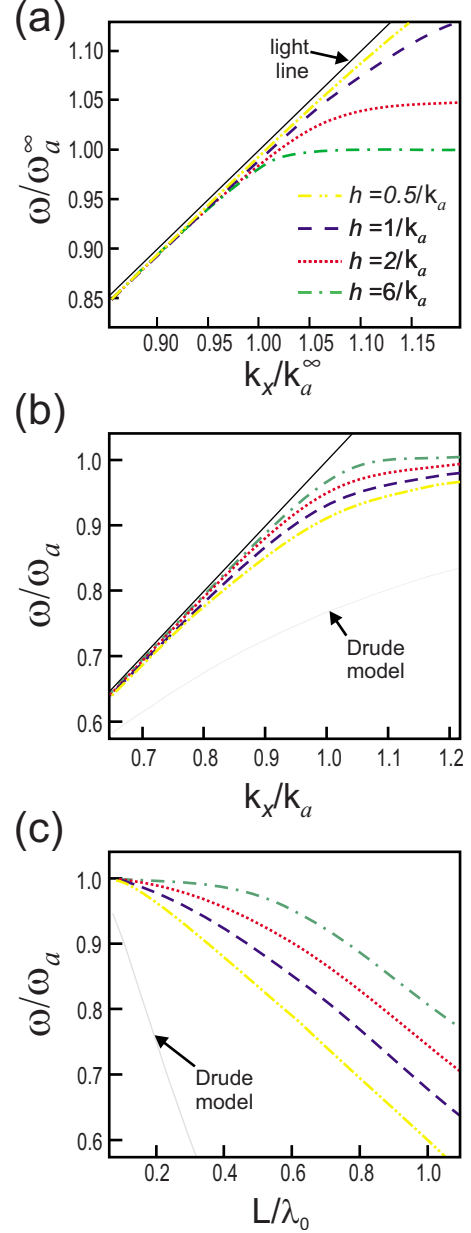 (a)
1.10
1.05
1.00
0.95
0.90
0.85
ω/ωₐ^∞
light
line
h =0.5/kₐ
h =1/kₐ
h =2/kₐ
h =6/kₐ
0.90 0.95 1.00 1.05 1.10 1.15
kₓ/kₐ^∞
(b)
1.0
0.9
0.8
0.7
0.6
ω/ωₐ
Drude
model
0.7 0.8 0.9 1.0 1.1 1.2
kₓ/kₐ
(c)
1.0
0.9
0.8
0.7
0.6
ω/ωₐ
Drude
model
0.2 0.4 0.6 0.8 1.0
L/λ₀